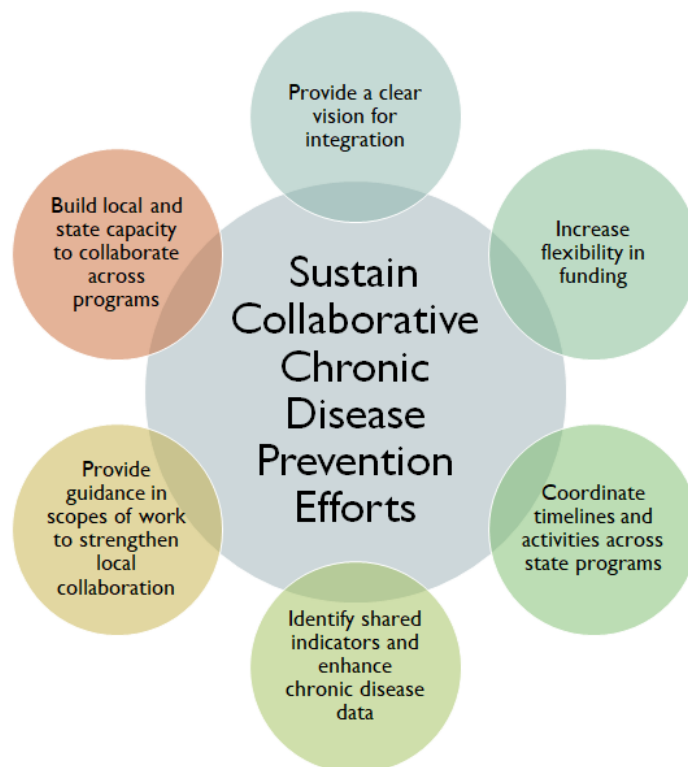 Provide a clear
vision for
integration
Increase
flexibility in
funding
Coordinate
timelines and
activities across
state programs
Identify shared
indicators and
enhance
chronic disease
data
Provide
guidance in
scopes of work
to strengthen
local
collaboration
Build local and
state capacity
to collaborate
across
programs
Sustain
Collaborative
Chronic
Disease
Prevention
Efforts